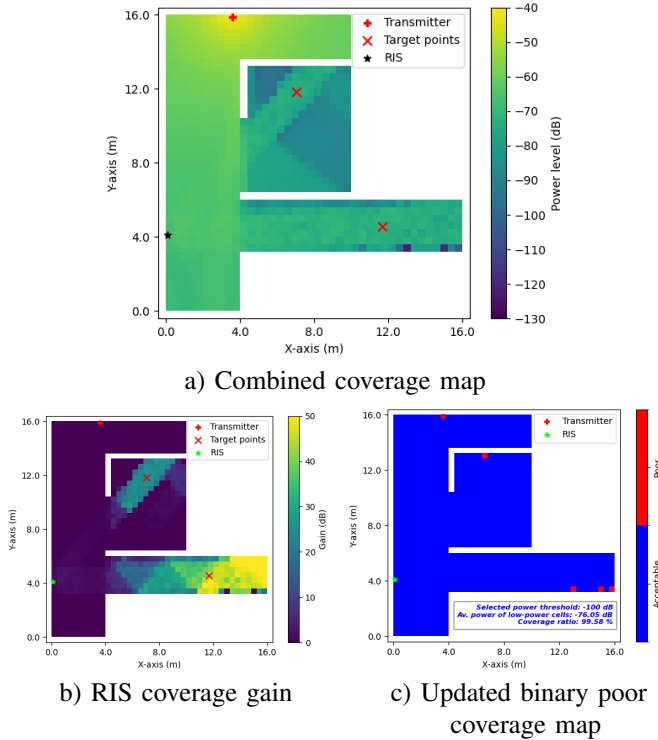 16.0
12.0
8.0
4.0
0.0
Y-axis (m)
0.0 4.0 8.0 12.0 16.0
X-axis (m)
Transmitter
Target points
RIS
−40
−50
−60
−70
−80
−90
−100
−110
−120
−130
Power level (dB)
a) Combined coverage map
16.0
12.0
8.0
4.0
0.0
Y-axis (m)
0.0 4.0 8.0 12.0 16.0
X-axis (m)
Transmitter
Target points
RIS
50
40
30
20
10
0
Gain (dB)
b) RIS coverage gain
16.0
12.0
8.0
4.0
0.0
Y-axis (m)
0.0 4.0 8.0 12.0 16.0
X-axis (m)
Transmitter
RIS
Selected power threshold: -100 dB
Av. power of low-power cells: -76.05 dB
Coverage ratio: 99.58 %
Poor
Acceptable
c) Updated binary poor
coverage map